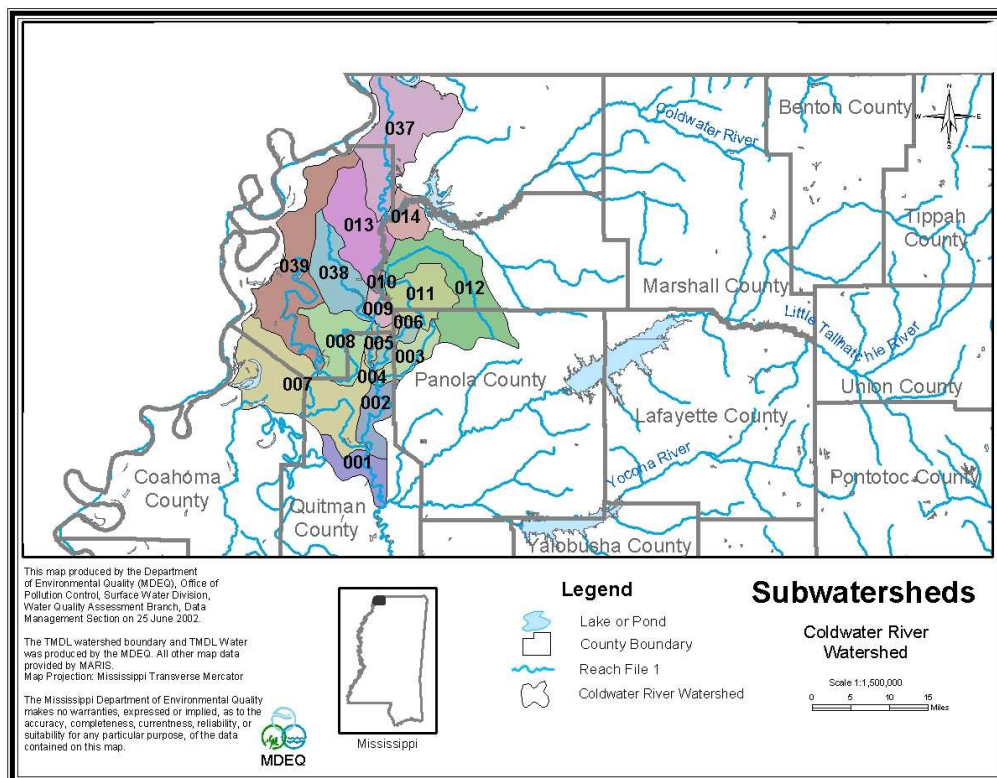 037
Coldwater River
Benton County
N
W E
S
014
013
Tippah
County
039
038
010
011
012
Marshall County
009
006
Little Tallahatchie River
008
005
003
007
004
Panola County
002
Lafayette County
Union County
001
Yocona River
Coahoma
County
Quitman
County
Pontotoc County
Yalobusha County
This map produced by the Department
of Environmental Quality (MDEQ), Office of
Pollution Control, Surface Water Division,
Water Quality Assessment Branch, Data
Management Section on 25 June 2002.
The TMDL watershed boundary and TMDL Water
was produced by the MDEQ. All other map data
provided by MARIS.
Map Projection: Mississippi Transverse Mercator
The Mississippi Department of Environmental Quality
makes no warranties, expressed or implied, as to the
accuracy, completeness, currentness, reliability, or
suitability for any particular purpose, of the data
contained on this map.
MDEQ
Mississippi
Legend
Lake or Pond
County Boundary
Reach File 1
Coldwater River Watershed
Subwatersheds
Coldwater River
Watershed
Scale 1:1,500,000
0 5 10 15
Miles